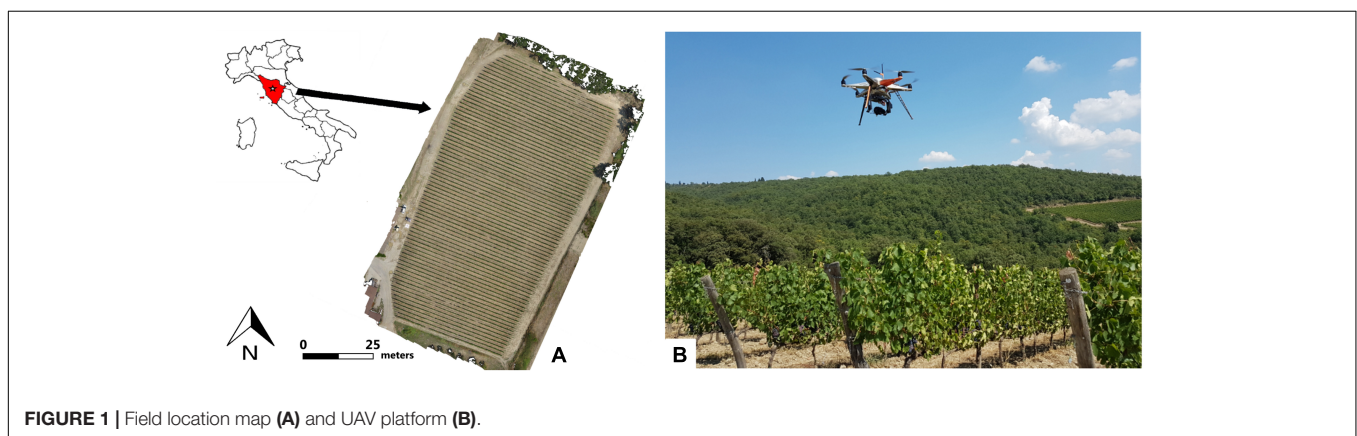 N
0 25
meters
A
B
FIGURE 1 | Field location map (A) and UAV platform (B).